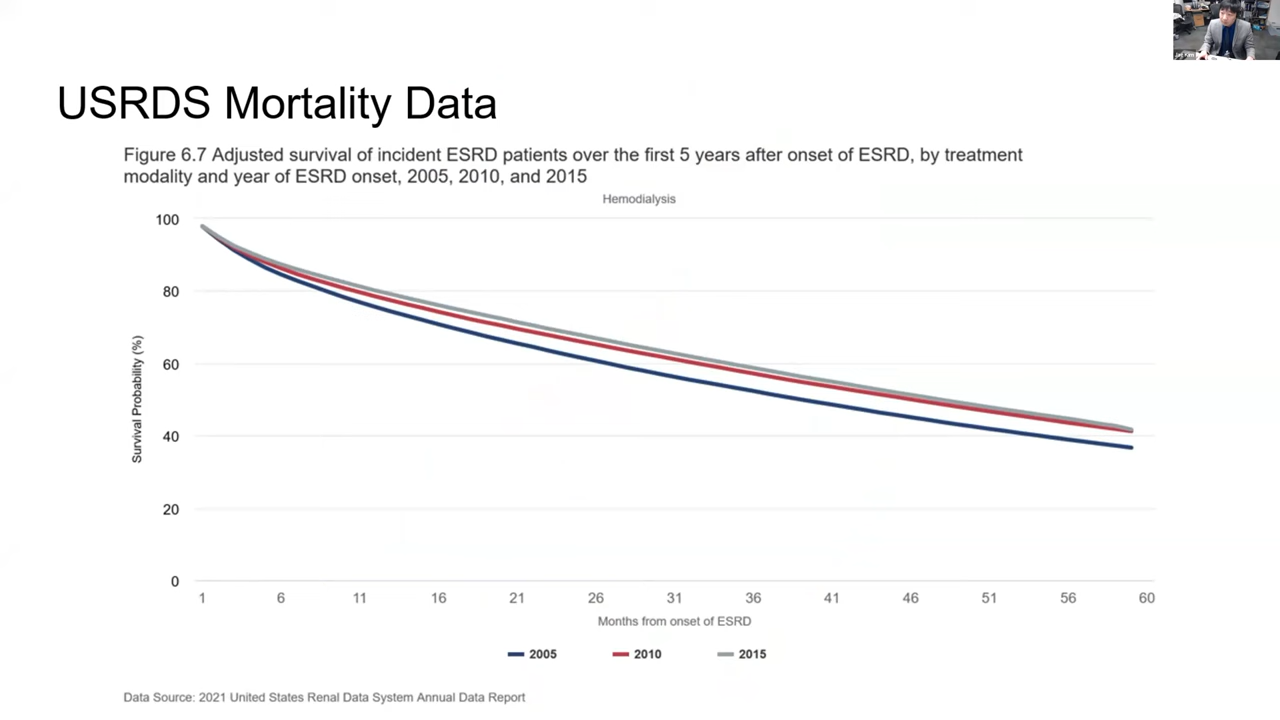 USRDS Mortality Data
Figure 6.7 Adjusted survival of incident ESRD patients over the first 5 years after onset of ESRD, by treatment
modality and year of ESRD onset, 2005, 2010, and 2015
Hemodialysis
Survival Probability (%)
100
80
60
40
20
0
1 6 11 16 21 26 31 36 41 46 51 56 60
Months from onset of ESRD
2005 2010 2015
Data Source: 2021 United States Renal Data System Annual Data Report